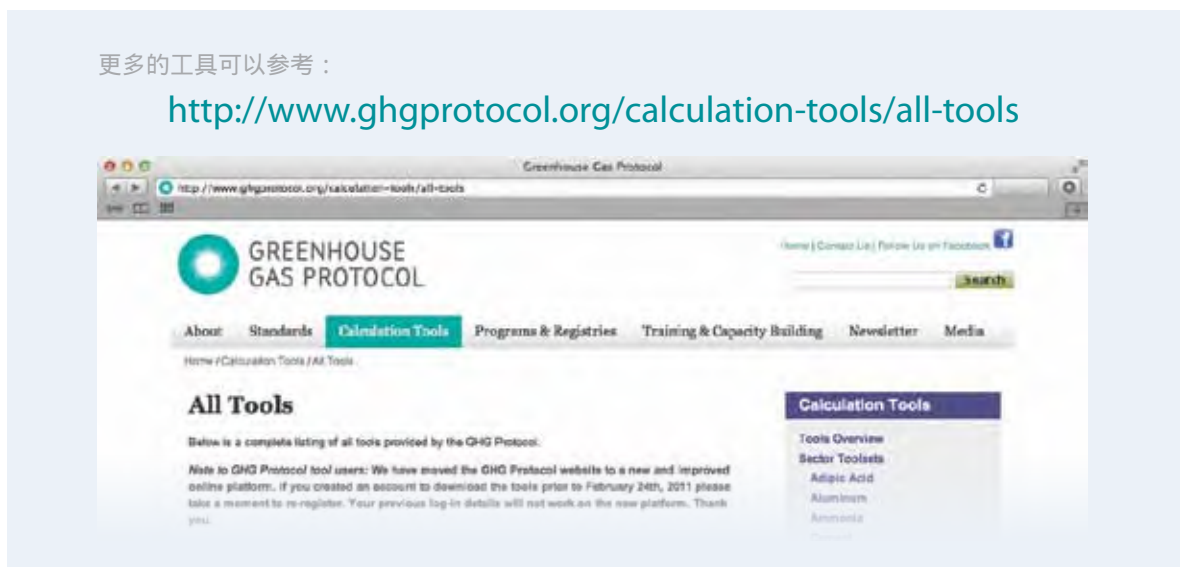 更多的工具可以参考：
http://www.ghgprotocol.org/calculation-tools/all-tools
Greenhouse Gas Protocol
http://www.ghgprotocol.org/calculation-tools/all-tools
Home | Contact Us | Follow Us on Facebook
GREENHOUSE
GAS PROTOCOL
Search
About Standards Calculation Tools Programs & Registries Training & Capacity Building Newsletter Media
Home / Calculation Tools / All Tools
All Tools
Below is a complete listing of all tools provided by the GHG Protocol.
Note to GHG Protocol tool users: We have moved the GHG Protocol website to a new and improved
online platform. If you created an account to download the tools prior to February 24th, 2011 please
take a moment to re-register. Your previous log-in details will not work on the new platform. Thank
you.
Calculation Tools
Tools Overview
Sector Toolsets
Adipic Acid
Aluminum
Ammonia